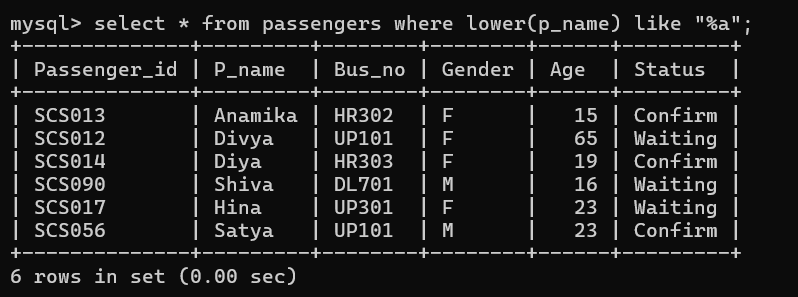 mysql> select * from passengers where lower(p_name) like "%a";
+--------------+---------+--------+--------+------+---------+
| Passenger_id | P_name  | Bus_no | Gender | Age  | Status  |
+--------------+---------+--------+--------+------+---------+
| SCS013       | Anamika | HR302  | F      |   15 | Confirm |
| SCS012       | Divya   | UP101  | F      |   65 | Waiting |
| SCS014       | Diya    | HR303  | F      |   19 | Confirm |
| SCS090       | Shiva   | DL701  | M      |   16 | Waiting |
| SCS017       | Hina    | UP301  | F      |   23 | Waiting |
| SCS056       | Satya   | UP101  | M      |   23 | Confirm |
+--------------+---------+--------+--------+------+---------+
6 rows in set (0.00 sec)